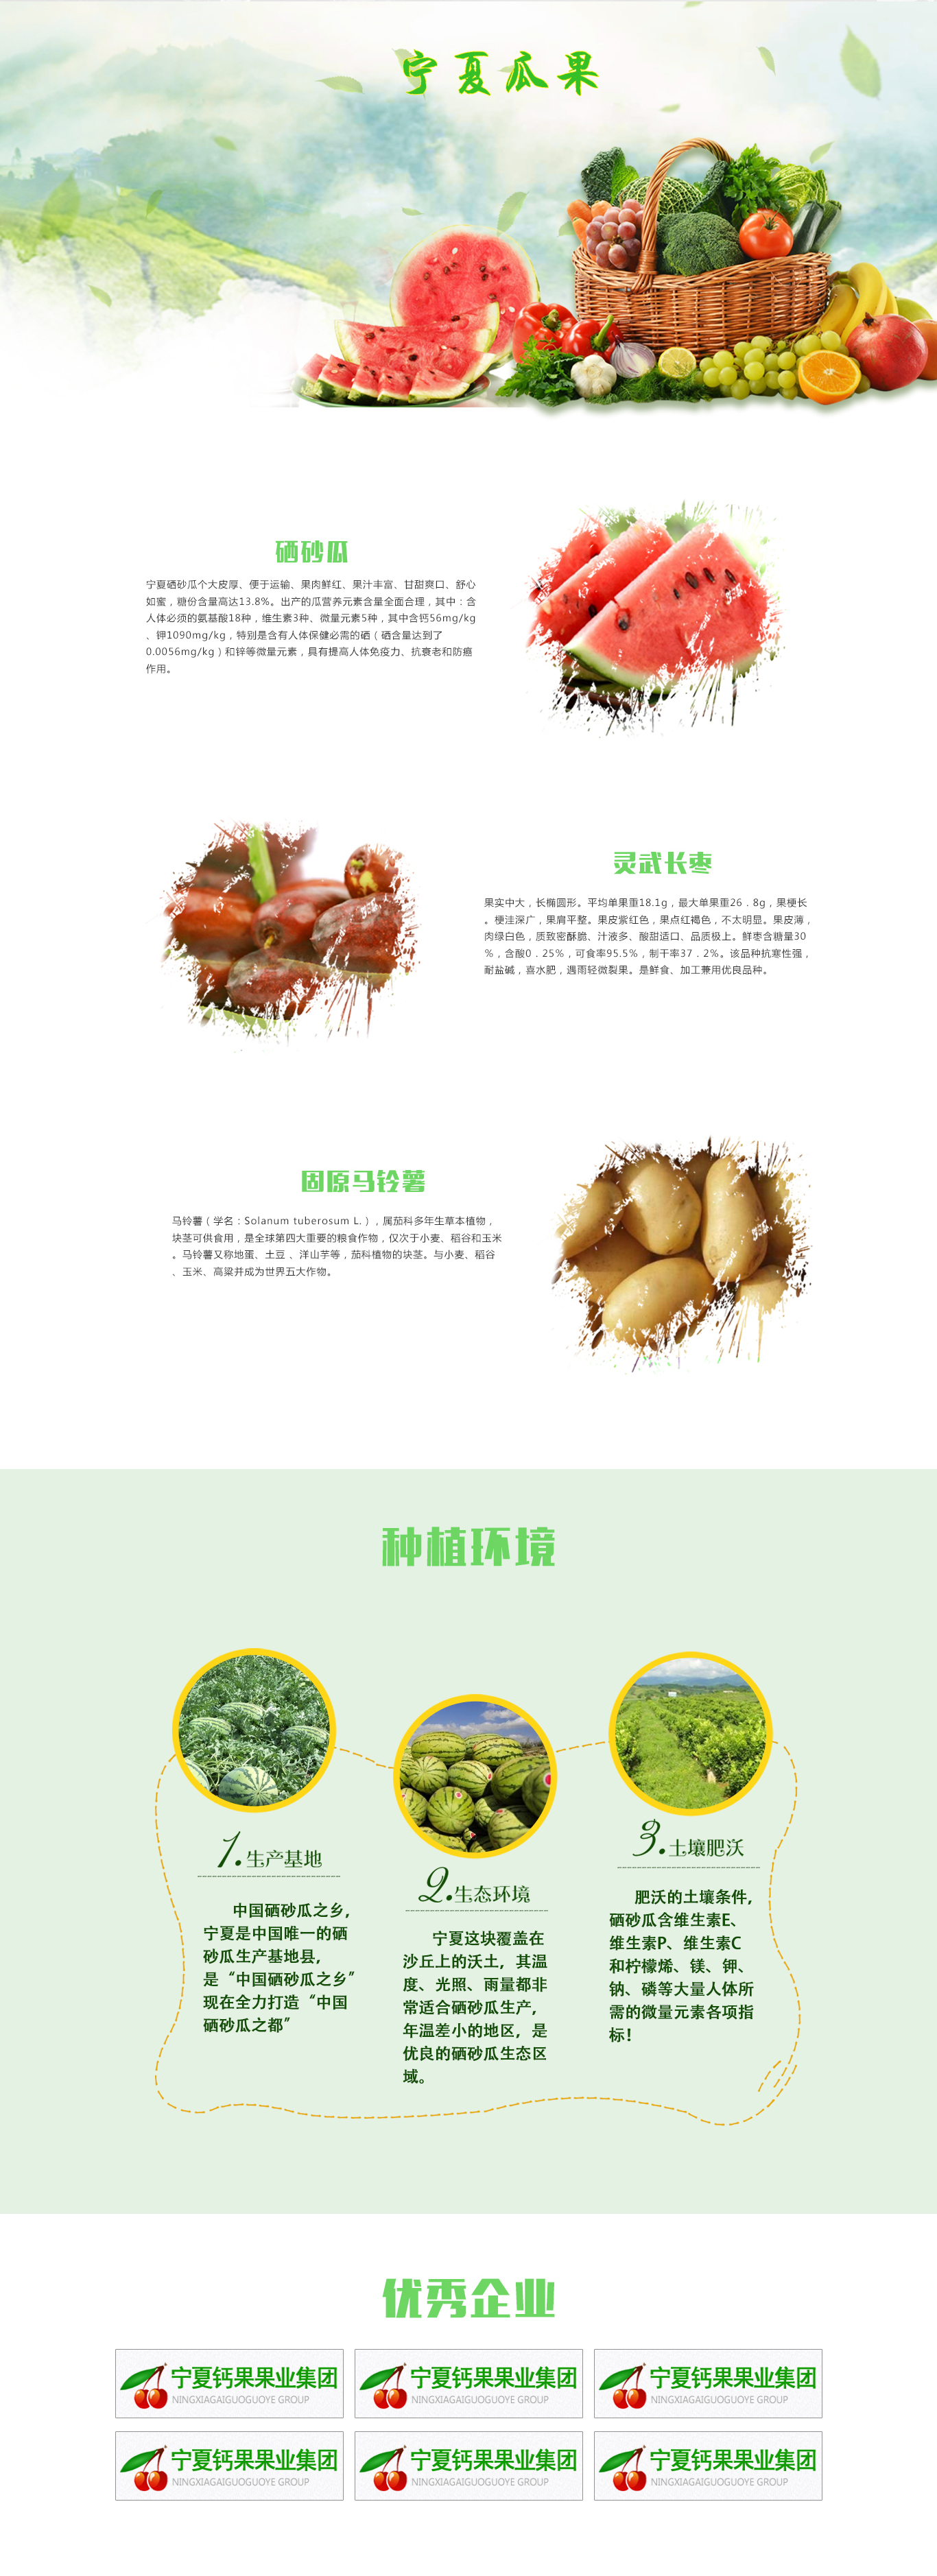 宁夏瓜果
硒砂瓜
宁夏硒砂瓜个大皮厚、便于运输、果肉鲜红、果汁丰富、甘甜爽口、舒心
如蜜，糖份含量高达13.8%。出产的瓜营养元素含量全面合理，其中：含
人体必须的氨基酸18种，维生素3种、微量元素5种，其中含钙56mg/kg
、钾1090mg/kg，特别是含有人体保健必需的硒（硒含量达到了
0.0056mg/kg）和锌等微量元素，具有提高人体免疫力、抗衰老和防癌
作用。
灵武长枣
果实中大，长椭圆形。平均单果重18.1g，最大单果重26．8g，果梗长
。梗洼深广，果肩平整。果皮紫红色，果点红褐色，不太明显。果皮薄，
肉绿白色，质致密酥脆、汁液多、酸甜适口、品质极上。鲜枣含糖量30
%，含酸0．25%，可食率95.5%，制干率37．2%。该品种抗寒性强，
耐盐碱，喜水肥，遇雨轻微裂果。是鲜食、加工兼用优良品种。
固原马铃薯
马铃薯（学名：Solanum tuberosum L.），属茄科多年生草本植物，
块茎可供食用，是全球第四大重要的粮食作物，仅次于小麦、稻谷和玉米
。马铃薯又称地蛋、土豆 、洋山芋等，茄科植物的块茎。与小麦、稻谷
、玉米、高粱并成为世界五大作物。
种植环境
1.生产基地
中国硒砂瓜之乡，
宁夏是中国唯一的硒
砂瓜生产基地县，
是“中国硒砂瓜之乡”
现在全力打造“中国
硒砂瓜之都”
2.生态环境
宁夏这块覆盖在
沙丘上的沃土，其温
度、光照、雨量都非
常适合硒砂瓜生产，
年温差小的地区，是
优良的硒砂瓜生态区
域。
3.土壤肥沃
肥沃的土壤条件，
硒砂瓜含维生素E、
维生素P、维生素C
和柠檬烯、镁、钾、
钠、磷等大量人体所
需的微量元素各项指
标！
优秀企业
宁夏钙果果业集团
NINGXIAGAIGUOGUOYE GROUP
宁夏钙果果业集团
NINGXIAGAIGUOGUOYE GROUP
宁夏钙果果业集团
NINGXIAGAIGUOGUOYE GROUP
宁夏钙果果业集团
NINGXIAGAIGUOGUOYE GROUP
宁夏钙果果业集团
NINGXIAGAIGUOGUOYE GROUP
宁夏钙果果业集团
NINGXIAGAIGUOGUOYE GROUP